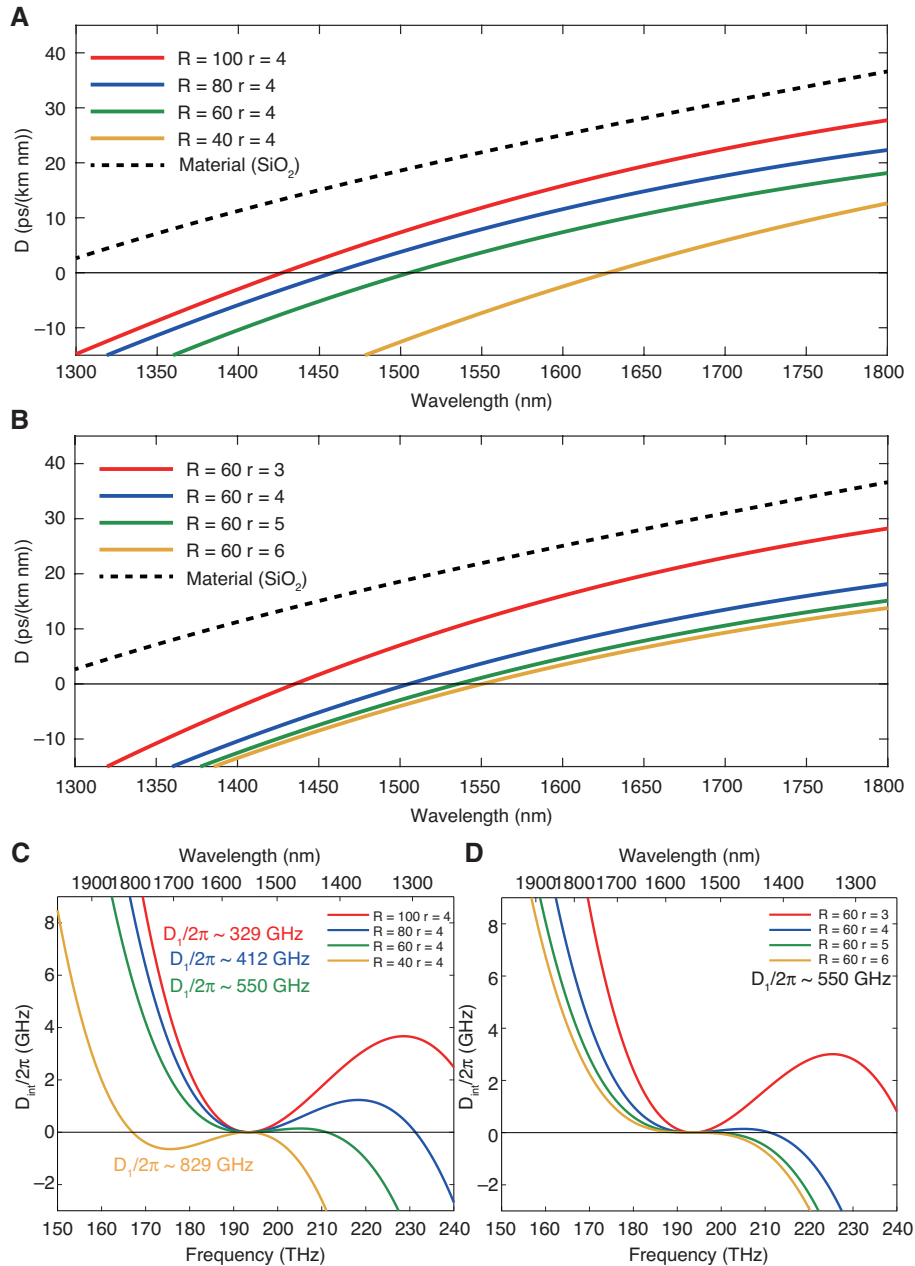 A
40
30
20
10
0
−10
D (ps/(km nm))
R = 100 r = 4
R = 80 r = 4
R = 60 r = 4
R = 40 r = 4
Material (SiO2)
1300 1350 1400 1450 1500 1550 1600 1650 1700 1750 1800
Wavelength (nm)
B
40
30
20
10
0
−10
D (ps/(km nm))
R = 60 r = 3
R = 60 r = 4
R = 60 r = 5
R = 60 r = 6
Material (SiO2)
1300 1350 1400 1450 1500 1550 1600 1650 1700 1750 1800
Wavelength (nm)
C
Wavelength (nm)
1900 1800 1700 1600 1500 1400 1300
8
6
4
2
0
−2
Dint/2π (GHz)
D1/2π ~ 329 GHz
D1/2π ~ 412 GHz
D1/2π ~ 550 GHz
D1/2π ~ 829 GHz
R = 100 r = 4
R = 80 r = 4
R = 60 r = 4
R = 40 r = 4
150 160 170 180 190 200 210 220 230 240
Frequency (THz)
D
Wavelength (nm)
1900 1800 1700 1600 1500 1400 1300
8
6
4
2
0
−2
Dint/2π (GHz)
R = 60 r = 3
R = 60 r = 4
R = 60 r = 5
R = 60 r = 6
D1/2π ~ 550 GHz
150 160 170 180 190 200 210 220 230 240
Frequency (THz)